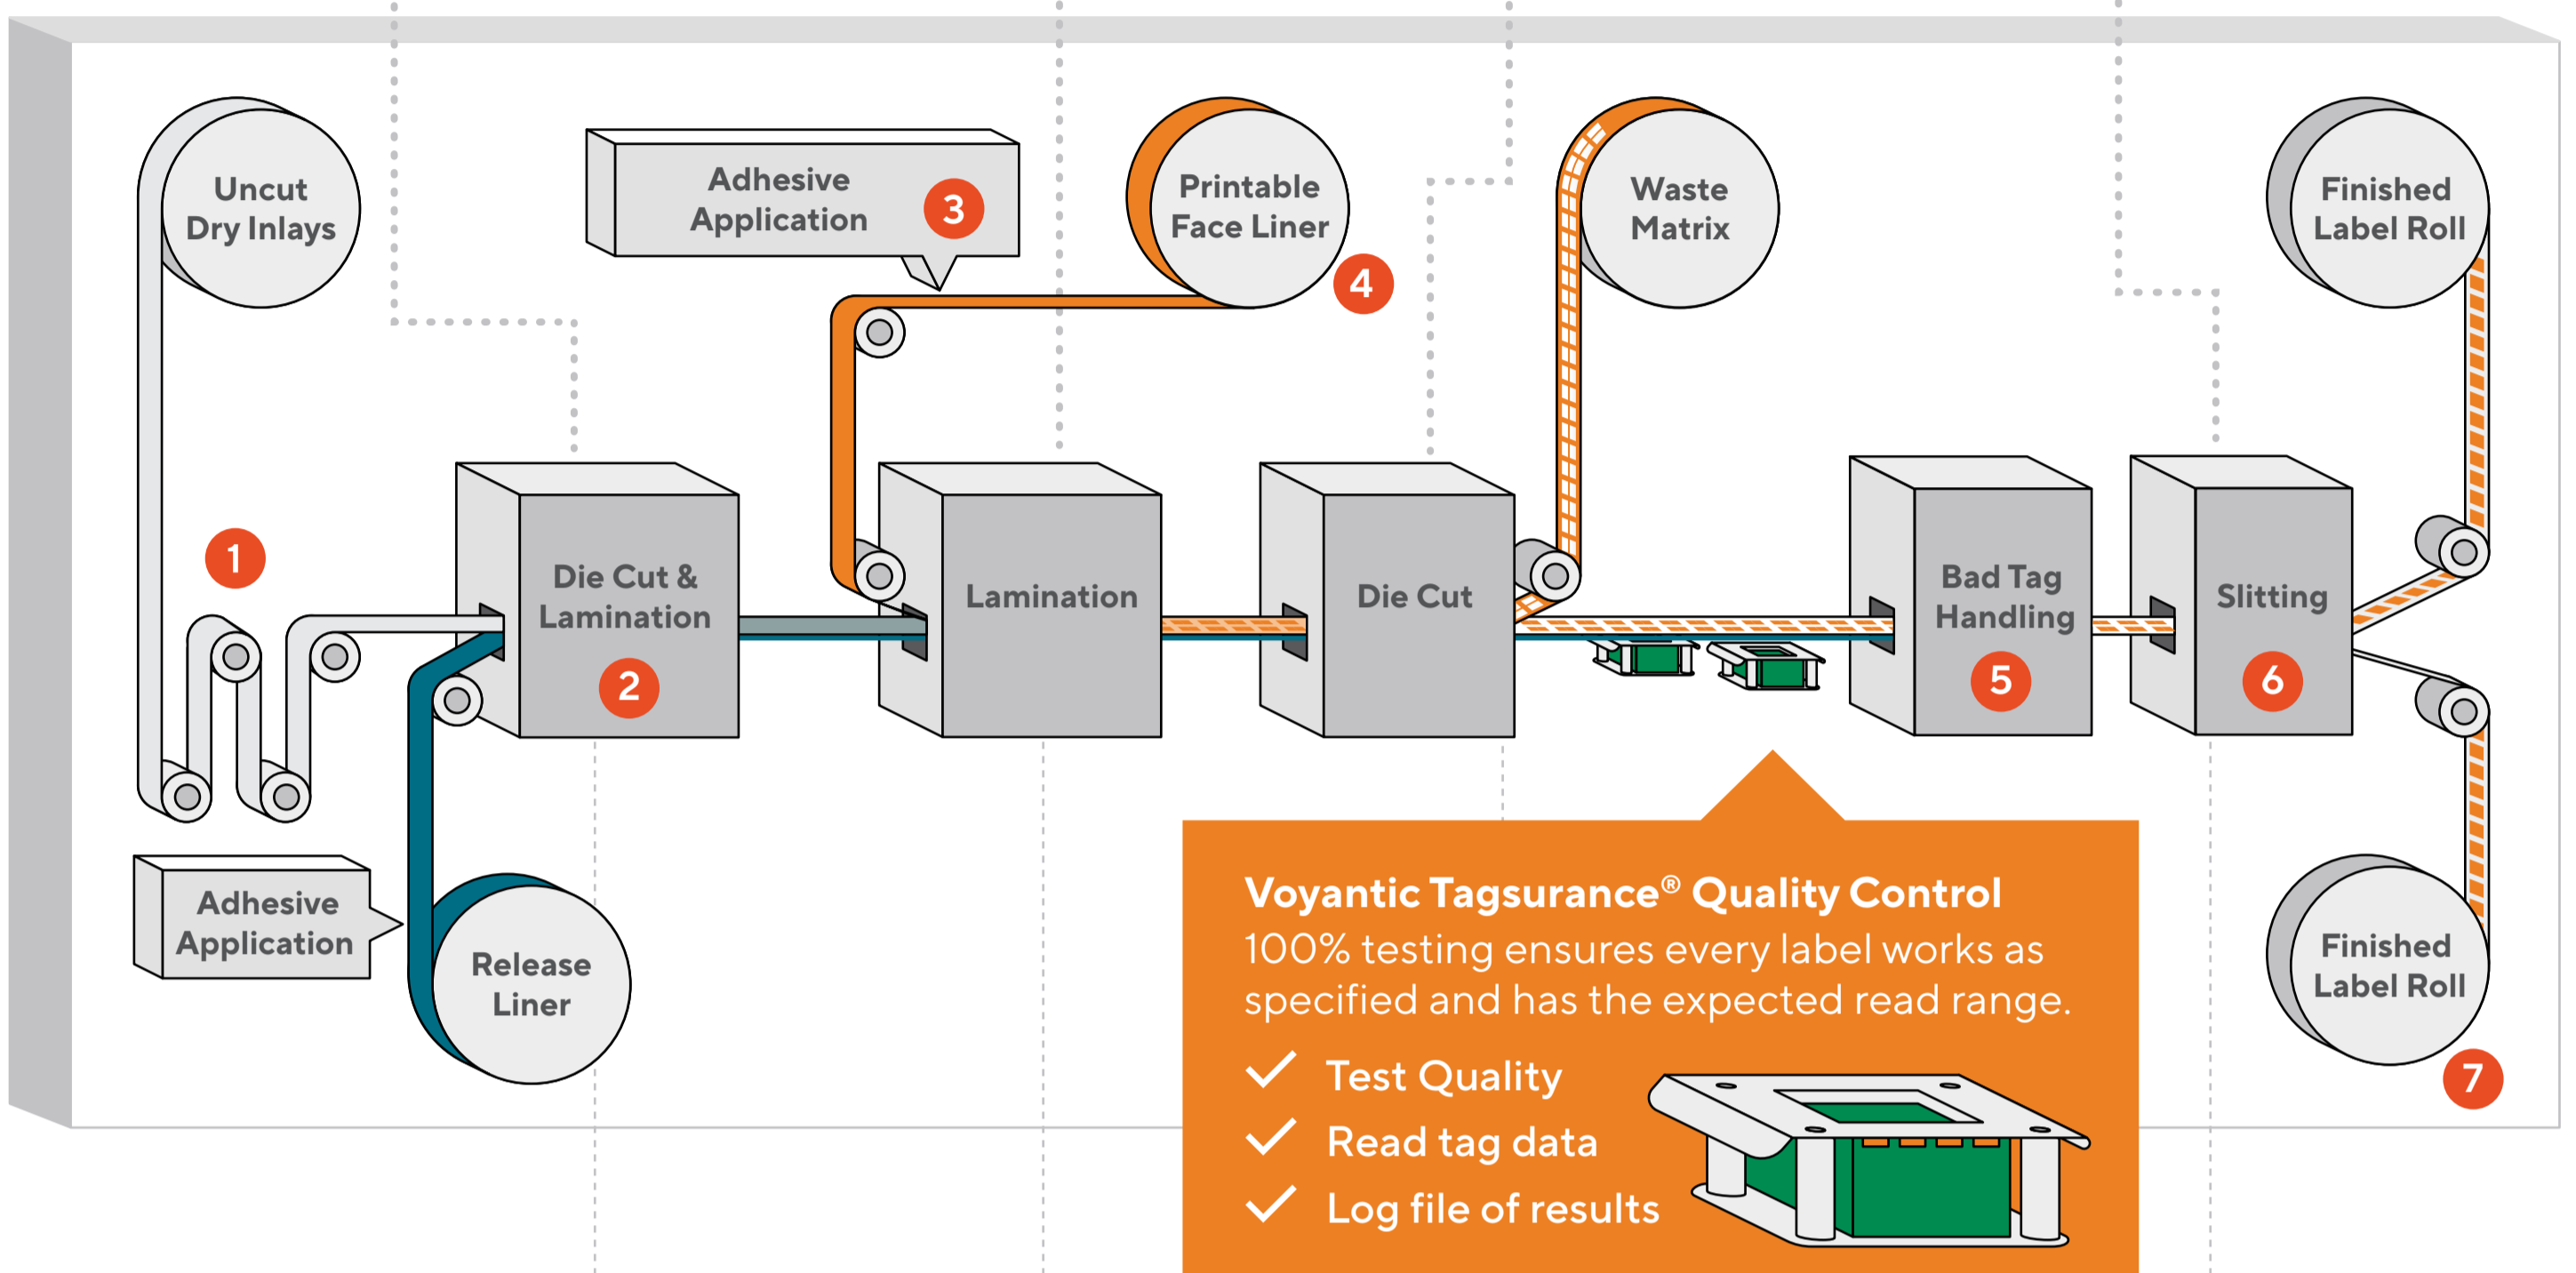 Uncut
Dry Inlays
Adhesive
Application
3
Printable
Face Liner
4
Waste
Matrix
Finished
Label Roll
1
Die Cut &
Lamination
2
Lamination
Die Cut
Bad Tag
Handling
5
Slitting
6
Adhesive
Application
Release
Liner
Voyantic Tagsurance® Quality Control
100% testing ensures every label works as
specified and has the expected read range.
Test Quality
Read tag data
Log file of results
Finished
Label Roll
7